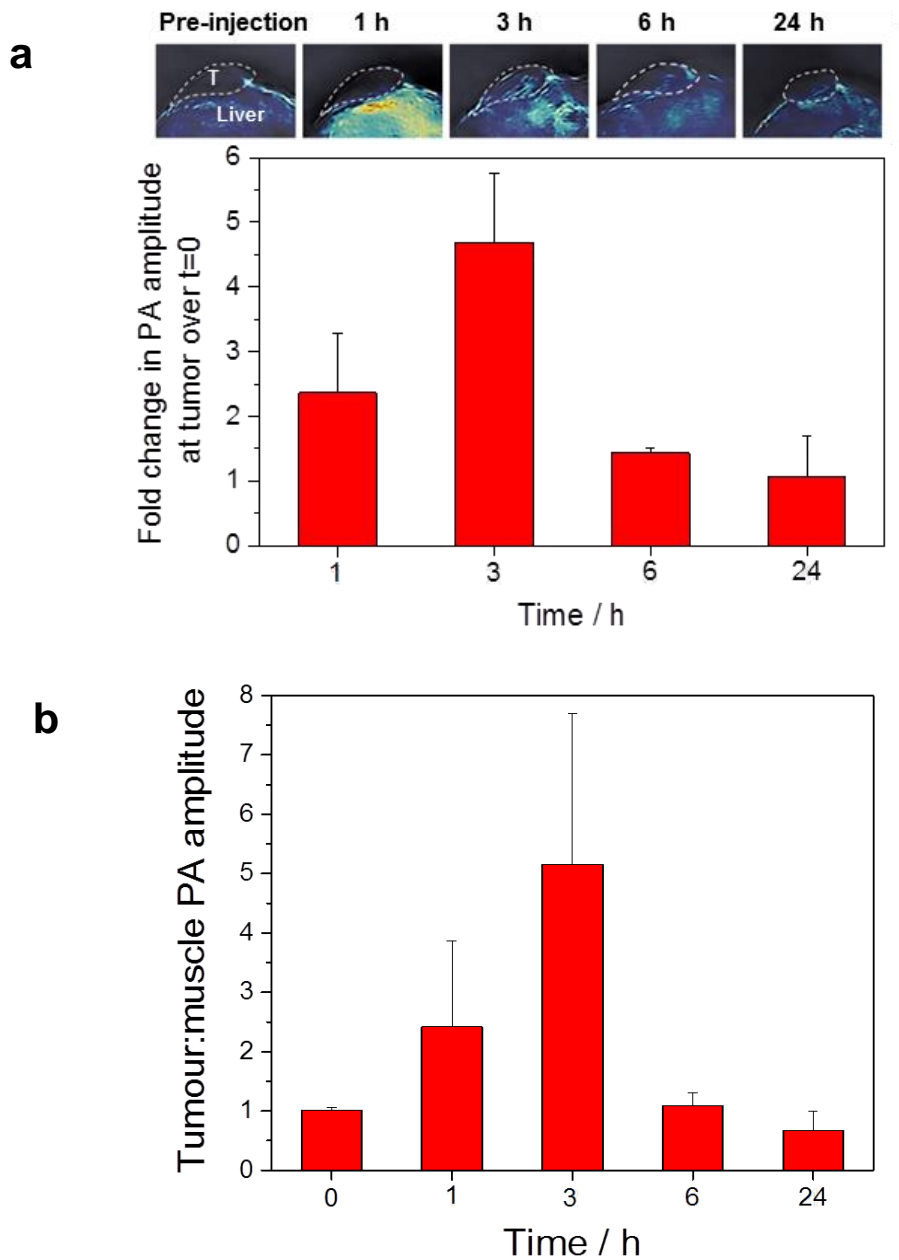 a
Pre-injection 1 h 3 h 6 h 24 h
T
Liver
Fold change in PA amplitude
at tumor over t=0
6
5
4
3
2
1
0
1 3 6 24
Time / h
b
Tumour:muscle PA amplitude
8
7
6
5
4
3
2
1
0
0 1 3 6 24
Time / h